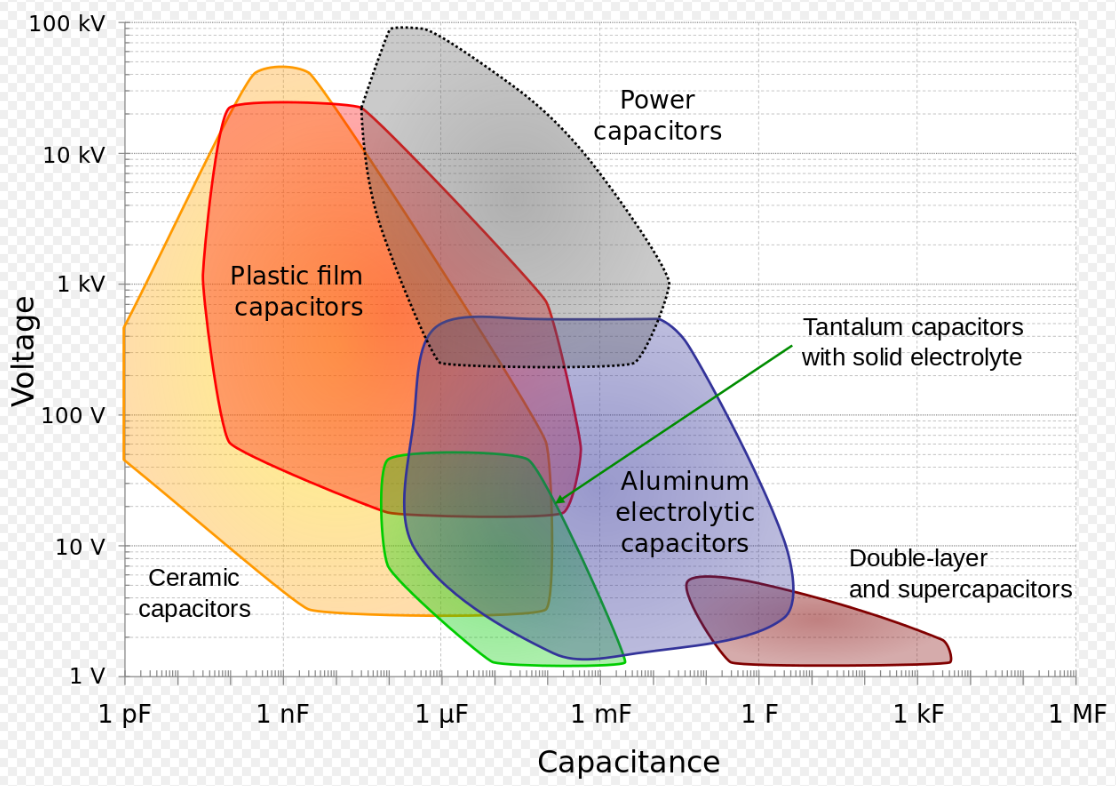 100 kV
10 kV
1 kV
100 V
10 V
1 V
Voltage
Power
capacitors
Plastic film
capacitors
Tantalum capacitors
with solid electrolyte
Aluminum
electrolytic
capacitors
Ceramic
capacitors
Double-layer
and supercapacitors
1 pF
1 nF
1 µF
1 mF
1 F
1 kF
1 MF
Capacitance